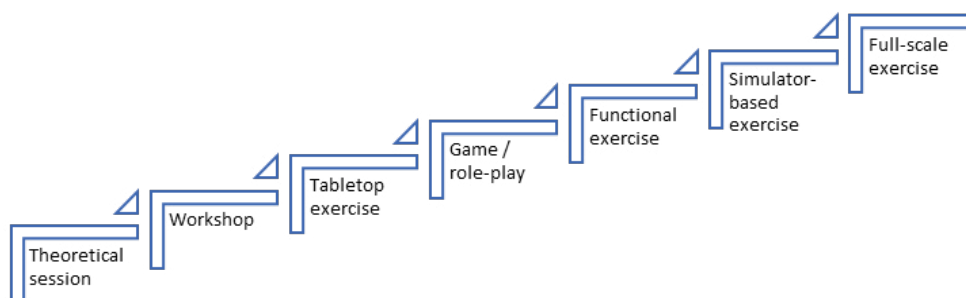 Theoretical
session
Workshop
Tabletop
exercise
Game /
role-play
Functional
exercise
Simulator-
based
exercise
Full-scale
exercise